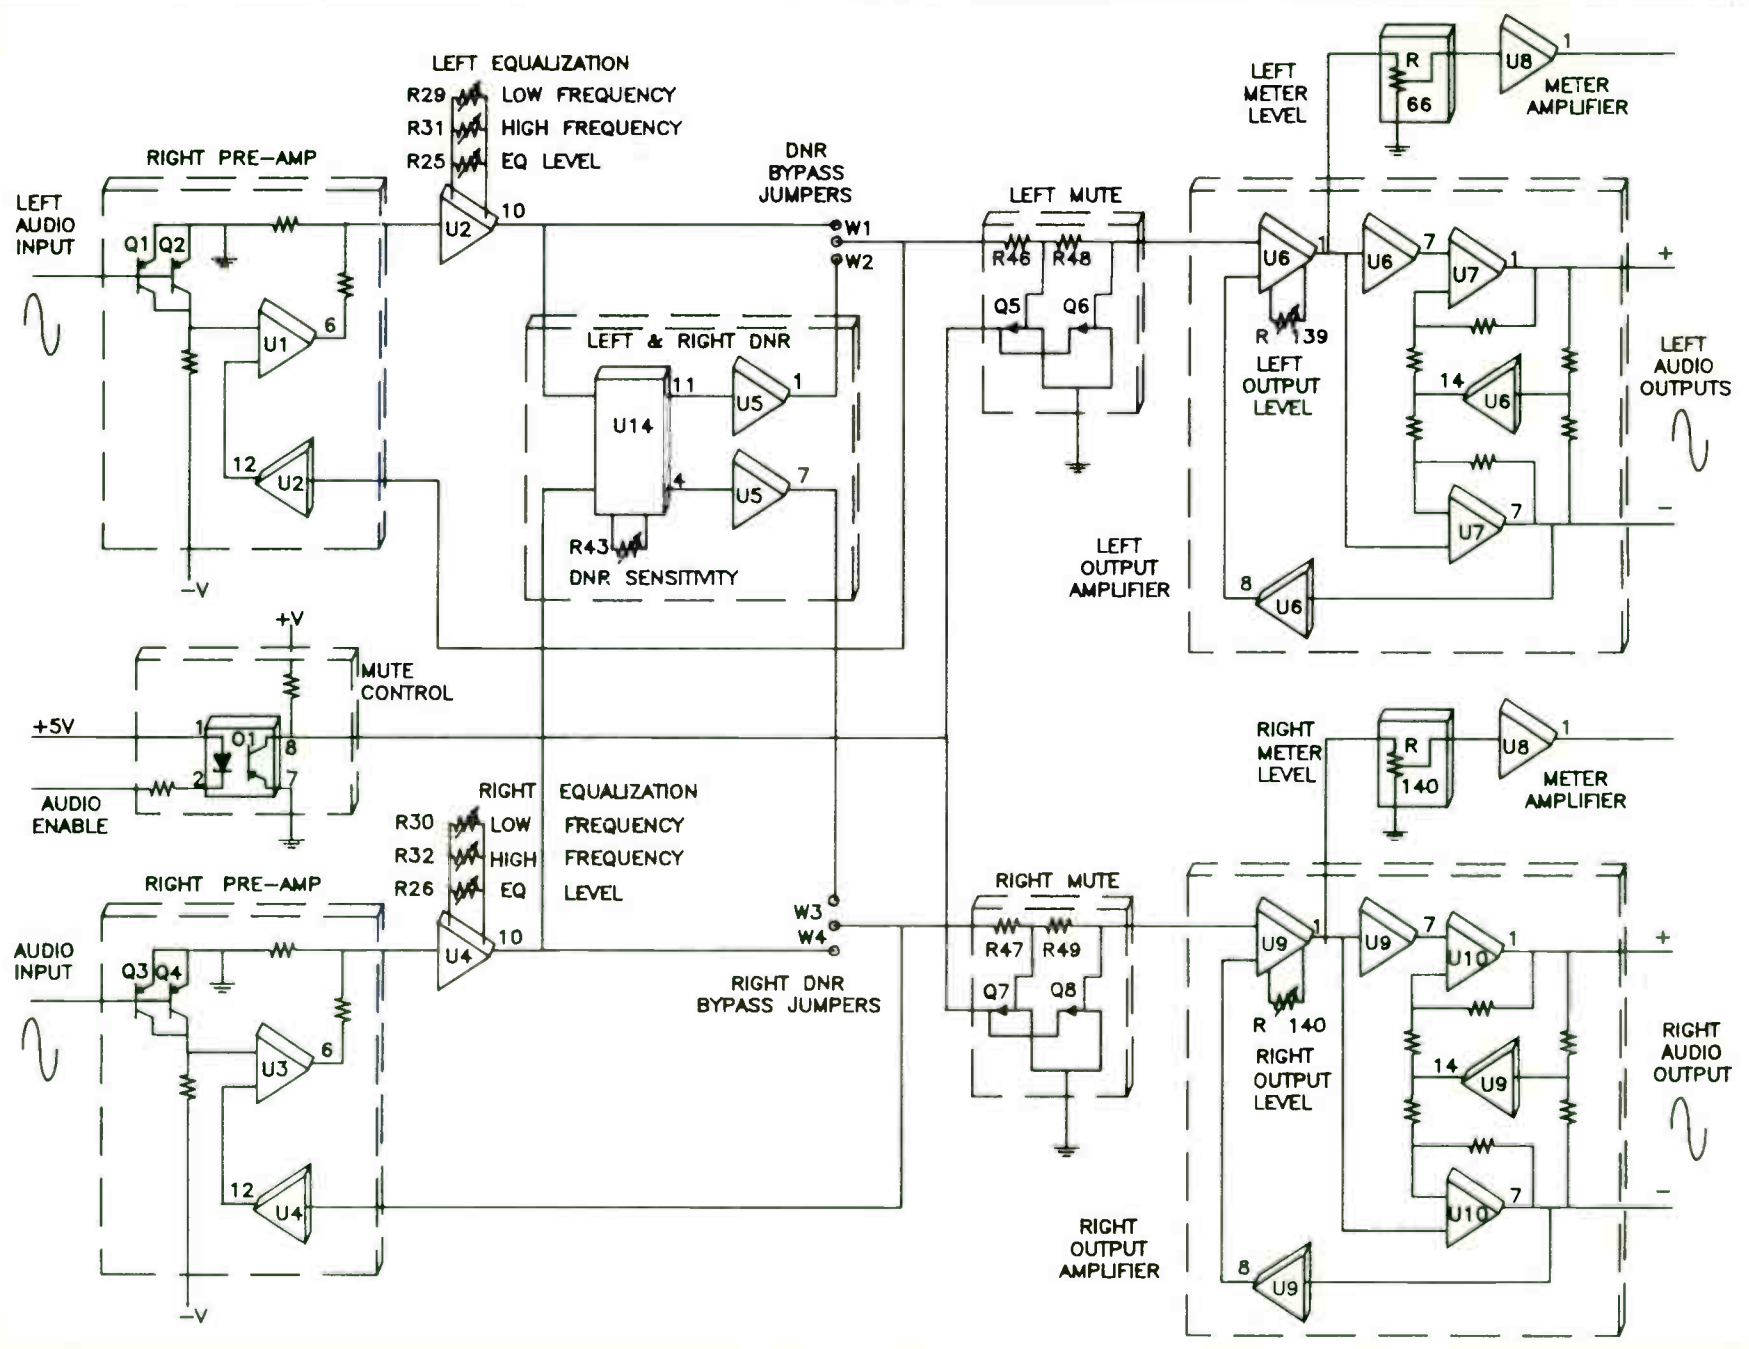 LEFT EQUALIZATION
R29 LOW FREQUENCY
R31 HIGH FREQUENCY
R25 EQ LEVEL
RIGHT PRE-AMP
LEFT
AUDIO
INPUT
Q1 Q2
U1
6
12
U2
-V
U2
10
DNR
BYPASS
JUMPERS
W1
W2
LEFT & RIGHT DNR
U14
11
4
U5
1
U5
7
R43
DNR SENSITIVITY
LEFT MUTE
R46 R48
Q5 Q6
LEFT
METER
LEVEL
R
66
U8
1
METER
AMPLIFIER
U6
1
R 139
LEFT
OUTPUT
LEVEL
U6
7
U7
1
+
14
U6
LEFT
AUDIO
OUTPUTS
U7
7
-
8
U6
LEFT
OUTPUT
AMPLIFIER
+V
MUTE
CONTROL
+5V
1
O1
8
2
7
AUDIO
ENABLE
RIGHT EQUALIZATION
R30 LOW FREQUENCY
R32 HIGH FREQUENCY
R26 EQ LEVEL
RIGHT PRE-AMP
AUDIO
INPUT
Q3 Q4
U3
6
12
U4
-V
U4
10
W3
W4
RIGHT DNR
BYPASS JUMPERS
RIGHT MUTE
R47 R49
Q7 Q8
RIGHT
METER
LEVEL
R
140
U8
1
METER
AMPLIFIER
U9
1
R 140
RIGHT
OUTPUT
LEVEL
U9
7
U10
1
+
14
U9
RIGHT
AUDIO
OUTPUT
U10
7
-
8
U9
RIGHT
OUTPUT
AMPLIFIER